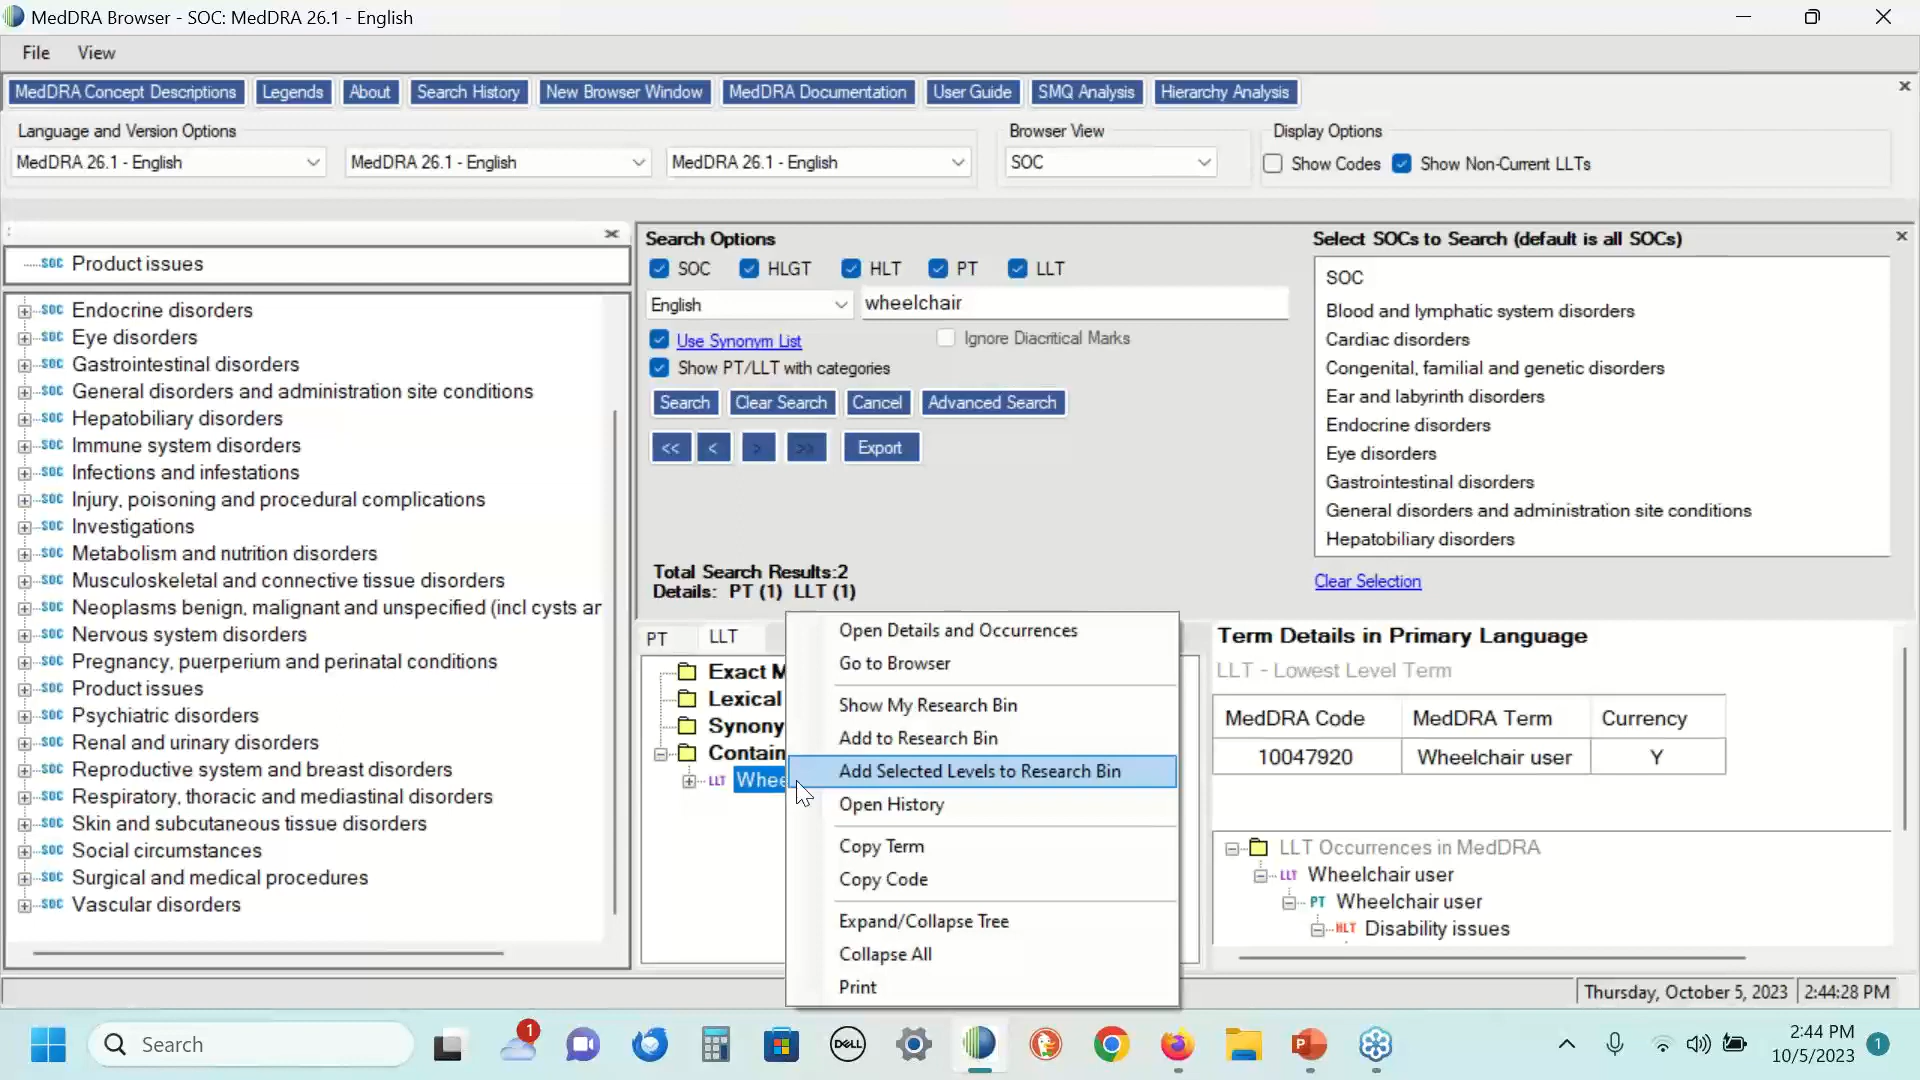 MedDRA Browser - SOC: MedDRA 26.1 - English
File View
MedDRA Concept Descriptions Legends About Search History New Browser Window MedDRA Documentation User Guide SMQ Analysis Hierarchy Analysis
Language and Version Options Browser View Display Options
MedDRA 26.1 - English MedDRA 26.1 - English MedDRA 26.1 - English SOC Show Codes Show Non-Current LLTs
SOC Product issues
SOC Endocrine disorders
SOC Eye disorders
SOC Gastrointestinal disorders
SOC General disorders and administration site conditions
SOC Hepatobiliary disorders
SOC Immune system disorders
SOC Infections and infestations
SOC Injury, poisoning and procedural complications
SOC Investigations
SOC Metabolism and nutrition disorders
SOC Musculoskeletal and connective tissue disorders
SOC Neoplasms benign, malignant and unspecified (incl cysts ar
SOC Nervous system disorders
SOC Pregnancy, puerperium and perinatal conditions
SOC Product issues
SOC Psychiatric disorders
SOC Renal and urinary disorders
SOC Reproductive system and breast disorders
SOC Respiratory, thoracic and mediastinal disorders
SOC Skin and subcutaneous tissue disorders
SOC Social circumstances
SOC Surgical and medical procedures
SOC Vascular disorders
Search Options
SOC HLGT HLT PT LLT
English wheelchair
Use Synonym List Ignore Diacritical Marks
Show PT/LLT with categories
Search Clear Search Cancel Advanced Search
<< < > >> Export
Total Search Results:2
Details: PT (1) LLT (1)
PT LLT
Exact M
Lexical
Synony
Contain
LLT Whee
Open Details and Occurrences
Go to Browser
Show My Research Bin
Add to Research Bin
Add Selected Levels to Research Bin
Open History
Copy Term
Copy Code
Expand/Collapse Tree
Collapse All
Print
Select SOCs to Search (default is all SOCs)
SOC
Blood and lymphatic system disorders
Cardiac disorders
Congenital, familial and genetic disorders
Ear and labyrinth disorders
Endocrine disorders
Eye disorders
Gastrointestinal disorders
General disorders and administration site conditions
Hepatobiliary disorders
Clear Selection
Term Details in Primary Language
LLT - Lowest Level Term
MedDRA Code MedDRA Term Currency
10047920 Wheelchair user Y
LLT Occurrences in MedDRA
LLT Wheelchair user
PT Wheelchair user
HLT Disability issues
Thursday, October 5, 2023 2:44:28 PM
Search 1 DELL 2:44 PM 1
10/5/2023